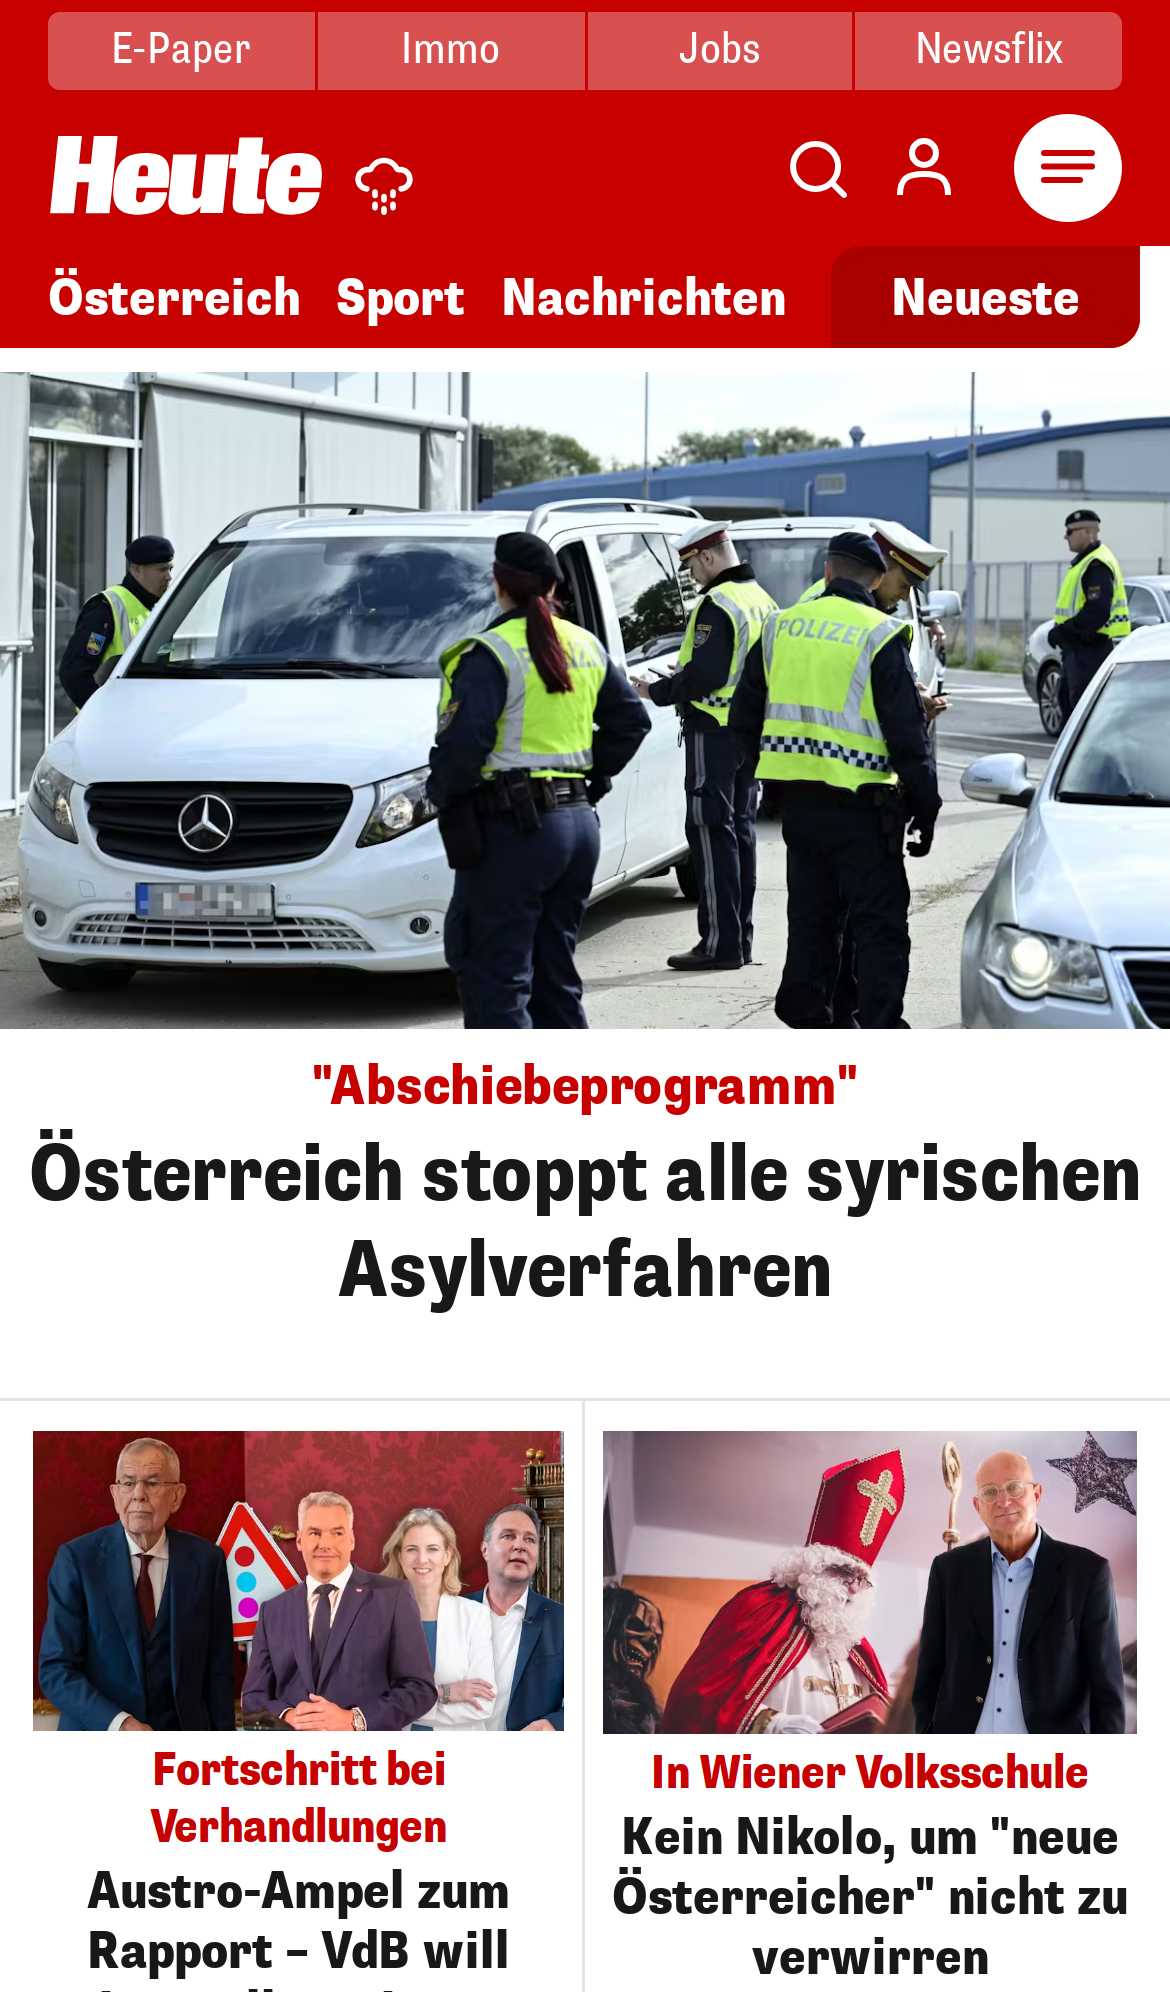 E-Paper Immo Jobs Newsflix
Heute
Österreich Sport Nachrichten Neueste
POLIZEI
"Abschiebeprogramm"
Österreich stoppt alle syrischen
Asylverfahren
Fortschritt bei
Verhandlungen
Austro-Ampel zum
Rapport – VdB will
In Wiener Volksschule
Kein Nikolo, um "neue
Österreicher" nicht zu
verwirren